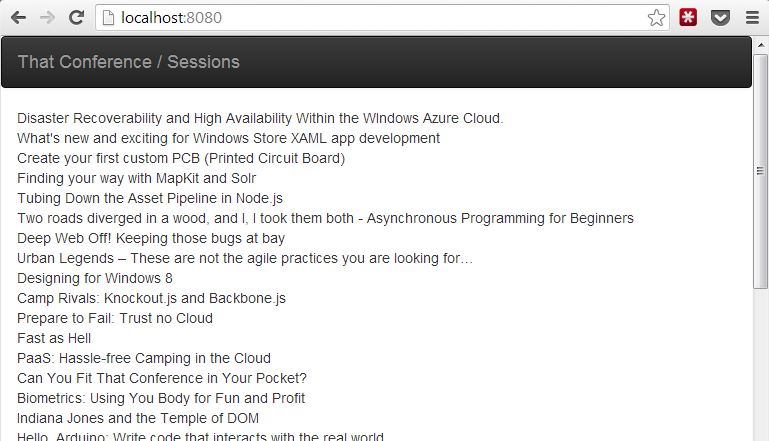 localhost:8080
That Conference / Sessions
Disaster Recoverability and High Availability Within the WIndows Azure Cloud.
What's new and exciting for Windows Store XAML app development
Create your first custom PCB (Printed Circuit Board)
Finding your way with MapKit and Solr
Tubing Down the Asset Pipeline in Node.js
Two roads diverged in a wood, and I, I took them both - Asynchronous Programming for Beginners
Deep Web Off! Keeping those bugs at bay
Urban Legends – These are not the agile practices you are looking for…
Designing for Windows 8
Camp Rivals: Knockout.js and Backbone.js
Prepare to Fail: Trust no Cloud
Fast as Hell
PaaS: Hassle-free Camping in the Cloud
Can You Fit That Conference in Your Pocket?
Biometrics: Using You Body for Fun and Profit
Indiana Jones and the Temple of DOM
Hello, Arduino: Write code that interacts with the real world